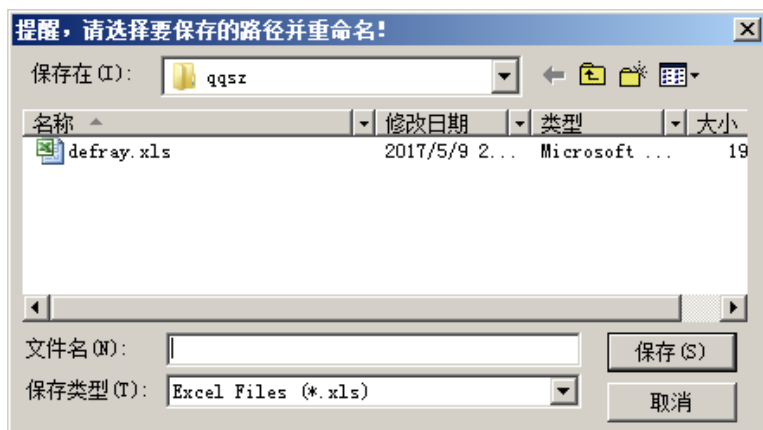 提醒，请选择要保存的路径并重命名!
保存在(I):
qqsz
名称 修改日期 类型 大小
defray.xls 2017/5/9 2... Microsoft ... 19
文件名(N):
保存(S)
保存类型(T): Excel Files (*.xls)
取消